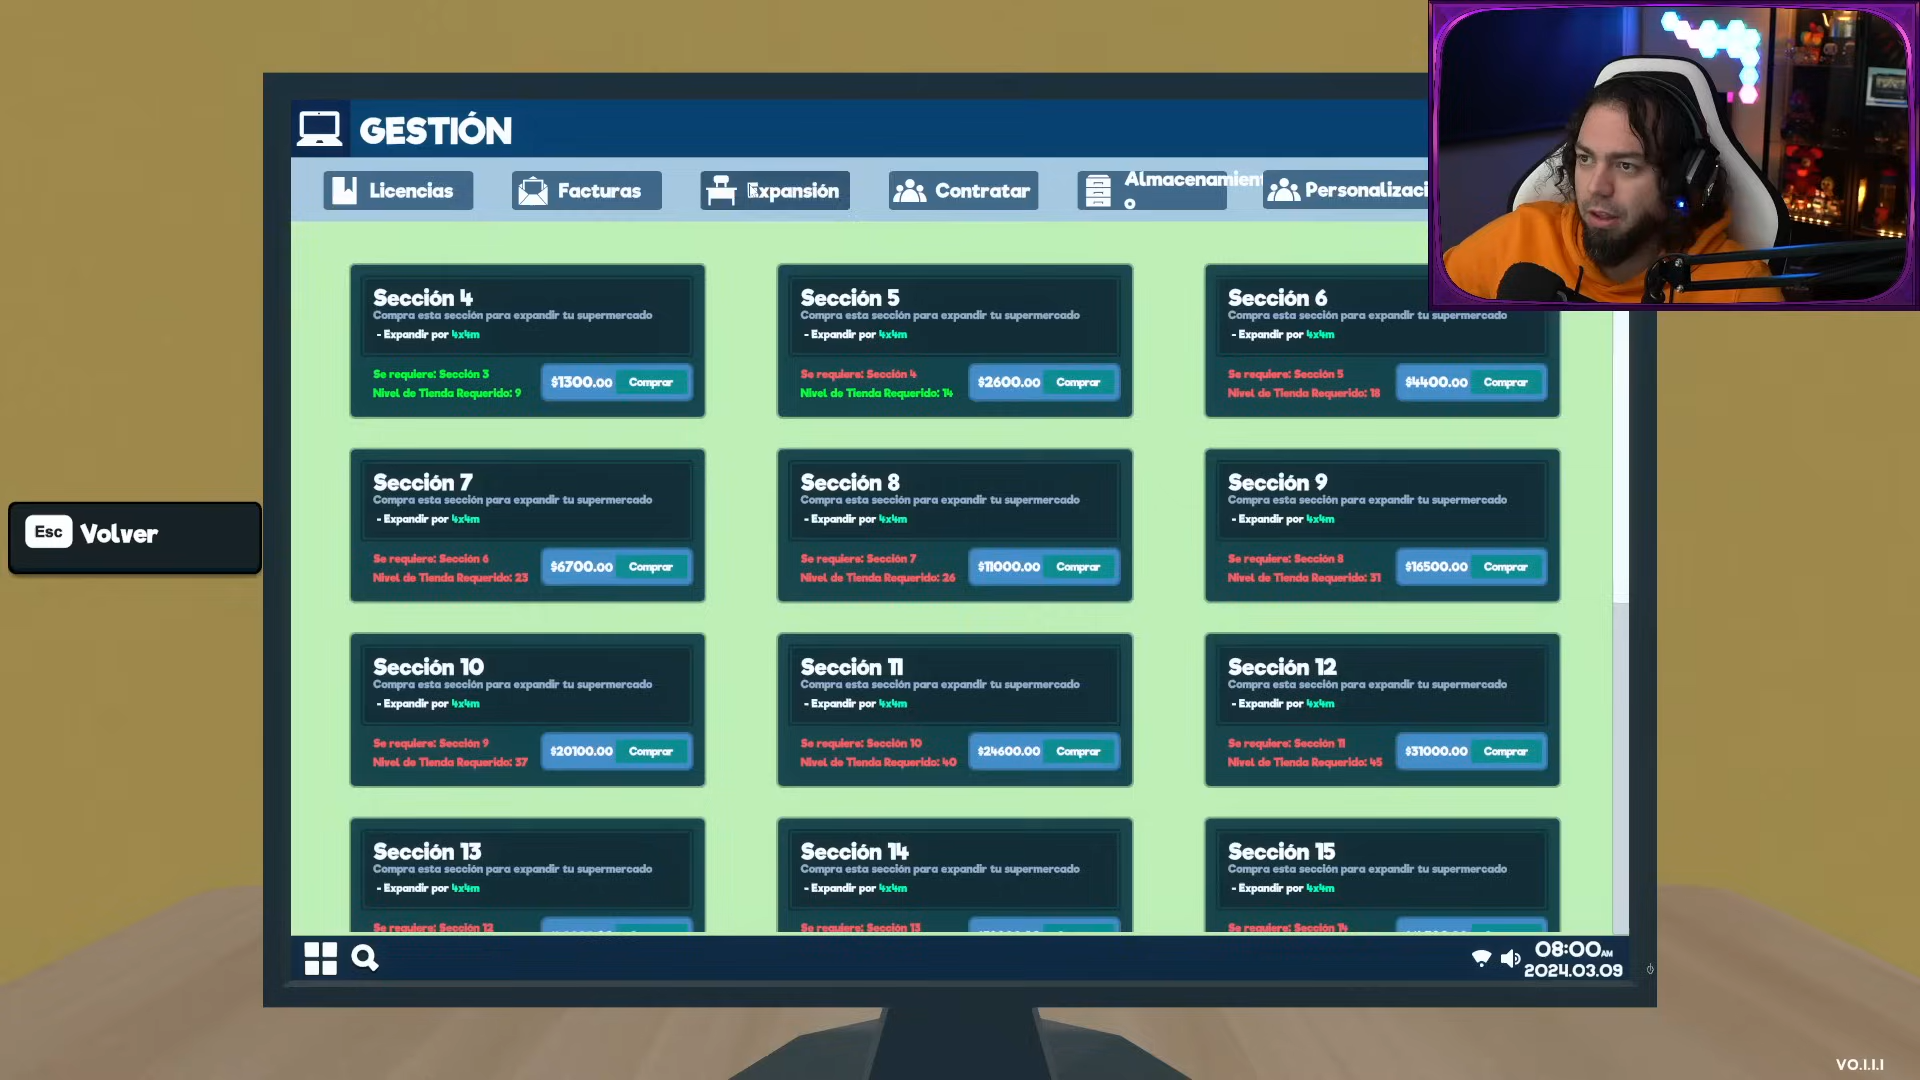 GESTIÓN
Licencias
Facturas
Expansión
Contratar
Almacenamien
o
Personalizaci
Sección 4
Compra esta sección para expandir tu supermercado
- Expandir por 4x4m
Se requiere: Sección 3
Nivel de Tienda Requerido: 9
$1300.00 Comprar
Sección 5
Compra esta sección para expandir tu supermercado
- Expandir por 4x4m
Se requiere: Sección 4
Nivel de Tienda Requerido: 14
$2600.00 Comprar
Sección 6
Compra esta sección para expandir tu supermercado
- Expandir por 4x4m
Se requiere: Sección 5
Nivel de Tienda Requerido: 18
$4400.00 Comprar
Sección 7
Compra esta sección para expandir tu supermercado
- Expandir por 4x4m
Se requiere: Sección 6
Nivel de Tienda Requerido: 23
$6700.00 Comprar
Sección 8
Compra esta sección para expandir tu supermercado
- Expandir por 4x4m
Se requiere: Sección 7
Nivel de Tienda Requerido: 26
$11000.00 Comprar
Sección 9
Compra esta sección para expandir tu supermercado
- Expandir por 4x4m
Se requiere: Sección 8
Nivel de Tienda Requerido: 31
$16500.00 Comprar
Esc Volver
Sección 10
Compra esta sección para expandir tu supermercado
- Expandir por 4x4m
Se requiere: Sección 9
Nivel de Tienda Requerido: 37
$20100.00 Comprar
Sección 11
Compra esta sección para expandir tu supermercado
- Expandir por 4x4m
Se requiere: Sección 10
Nivel de Tienda Requerido: 40
$24600.00 Comprar
Sección 12
Compra esta sección para expandir tu supermercado
- Expandir por 4x4m
Se requiere: Sección 11
Nivel de Tienda Requerido: 45
$31000.00 Comprar
Sección 13
Compra esta sección para expandir tu supermercado
- Expandir por 4x4m
Se requiere: Sección 12
Sección 14
Compra esta sección para expandir tu supermercado
- Expandir por 4x4m
Se requiere: Sección 13
Sección 15
Compra esta sección para expandir tu supermercado
- Expandir por 4x4m
Se requiere: Sección 14
08:00AM
2024.03.09
V0.1.1.1